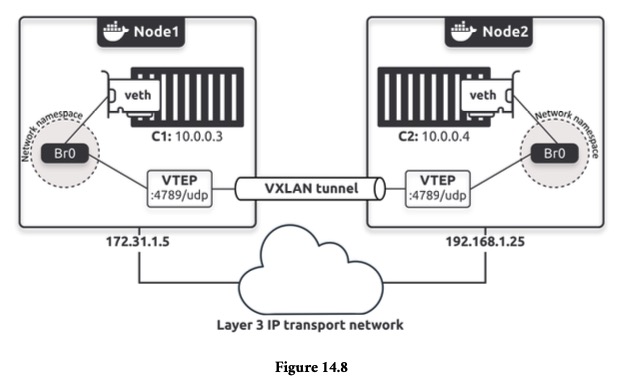 Node1
Node2
veth
veth
C1: 10.0.0.3
C2: 10.0.0.4
Network namespace
Network namespace
Br0
Br0
VTEP
:4789/udp
VXLAN tunnel
VTEP
:4789/udp
172.31.1.5
192.168.1.25
Layer 3 IP transport network
Figure 14.8